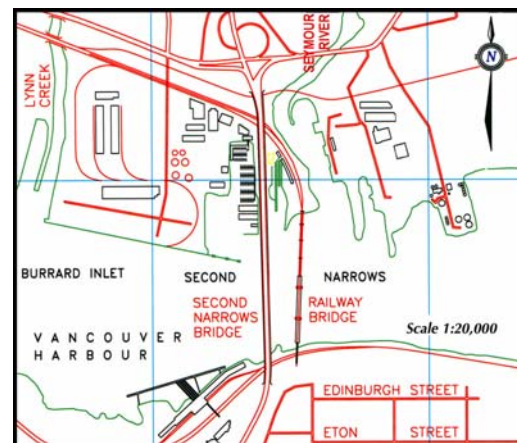 LYNN
CREEK
SEYMOUR
RIVER
N
BURRARD INLET
SECOND
NARROWS
SECOND
NARROWS
BRIDGE
RAILWAY
BRIDGE
Scale 1:20,000
VANCOUVER
HARBOUR
EDINBURGH STREET
ETON STREET